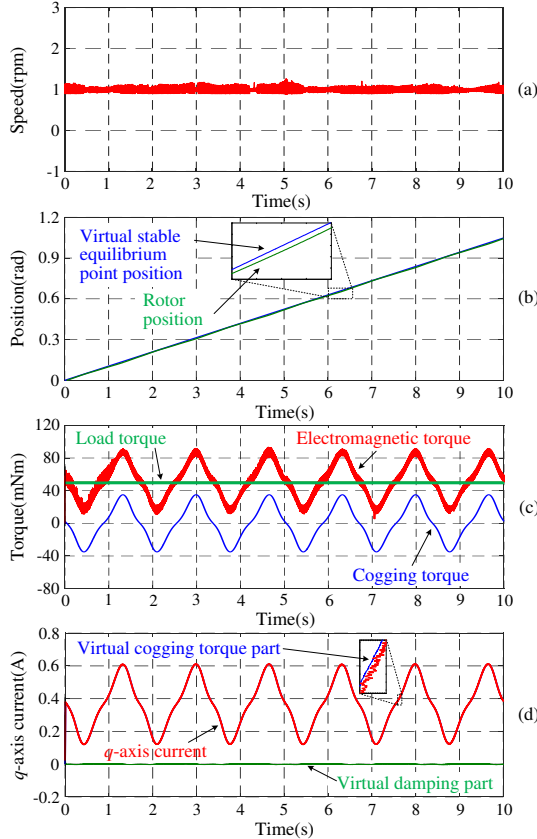 3
2
1
0
-1
Speed(rpm)
0 1 2 3 4 5 6 7 8 9 10
Time(s)
(a)
1.2
0.9
0.6
0.3
0
Position(rad)
Virtual stable
equilibrium
point position
Rotor
position
0 1 2 3 4 5 6 7 8 9 10
Time(s)
(b)
120
80
40
0
-40
-80
Torque(mNm)
Load torque
Electromagnetic torque
Cogging torque
0 1 2 3 4 5 6 7 8 9 10
Time(s)
(c)
0.8
0.6
0.4
0.2
0
-0.2
q-axis current(A)
Virtual cogging torque part
q-axis current
Virtual damping part
0 1 2 3 4 5 6 7 8 9 10
Time(s)
(d)